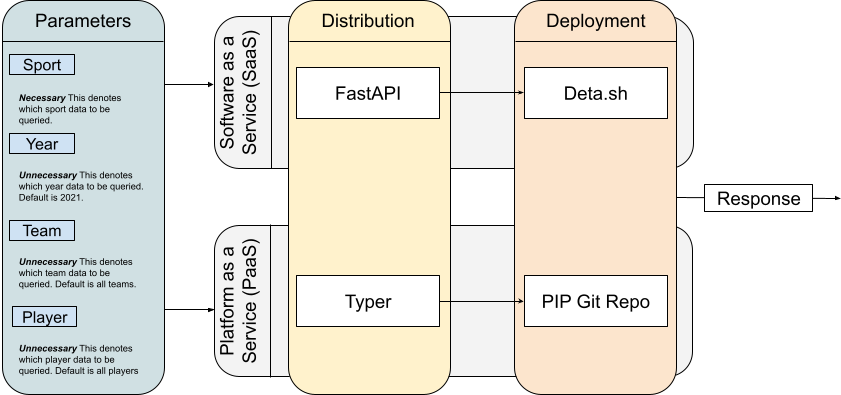 Parameters
Sport
Necessary This denotes
which sport data to be
queried.
Year
Unnecessary This denotes
which year data to be queried.
Default is 2021.
Team
Unnecessary This denotes
which team data to be
queried. Default is all teams.
Player
Unnecessary This denotes
which player data to be
queried. Default is all players
Software as a
Service (SaaS)
Platform as a
Service (PaaS)
Distribution
FastAPI
Typer
Deployment
Deta.sh
PIP Git Repo
Response